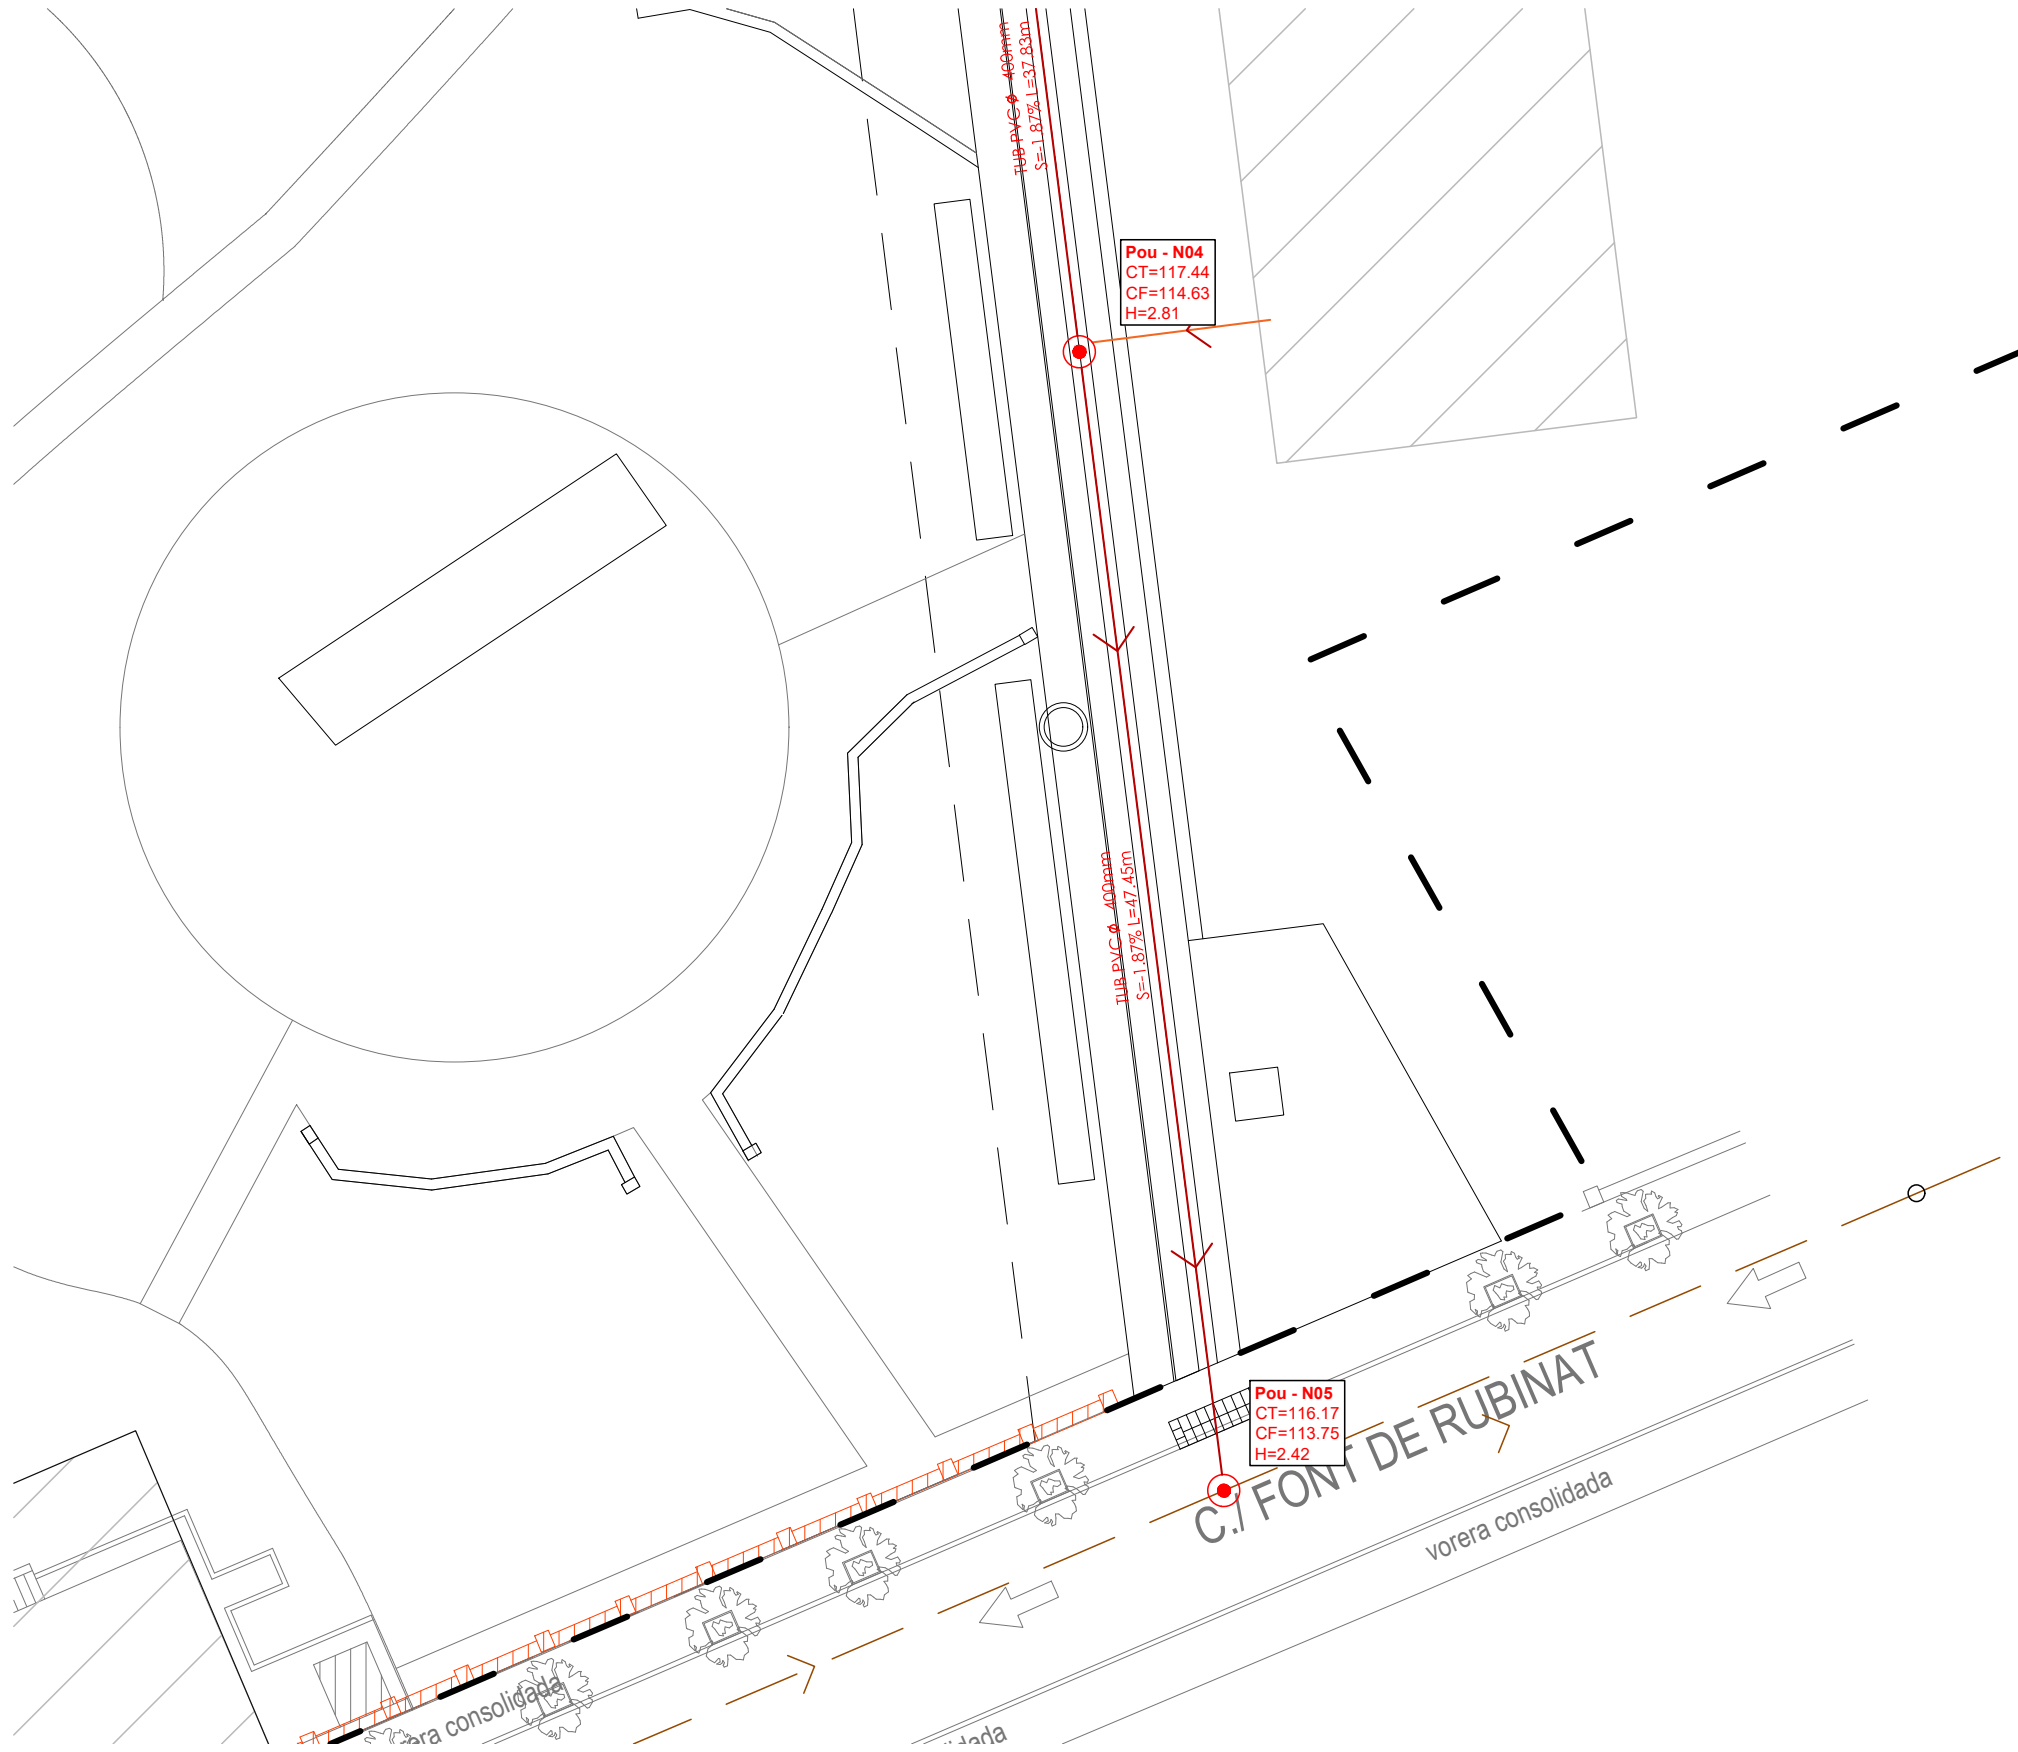 TUB PVC Ø 400mm
S=-1.87% L=37.83m
Pou - N04
CT=117.44
CF=114.63
H=2.81
TUB PVC Ø 400mm
S=-1.87% L=47.45m
Pou - N05
CT=116.17
CF=113.75
H=2.42
C./ FONT DE RUBINAT
vorera consolidada
consolidada